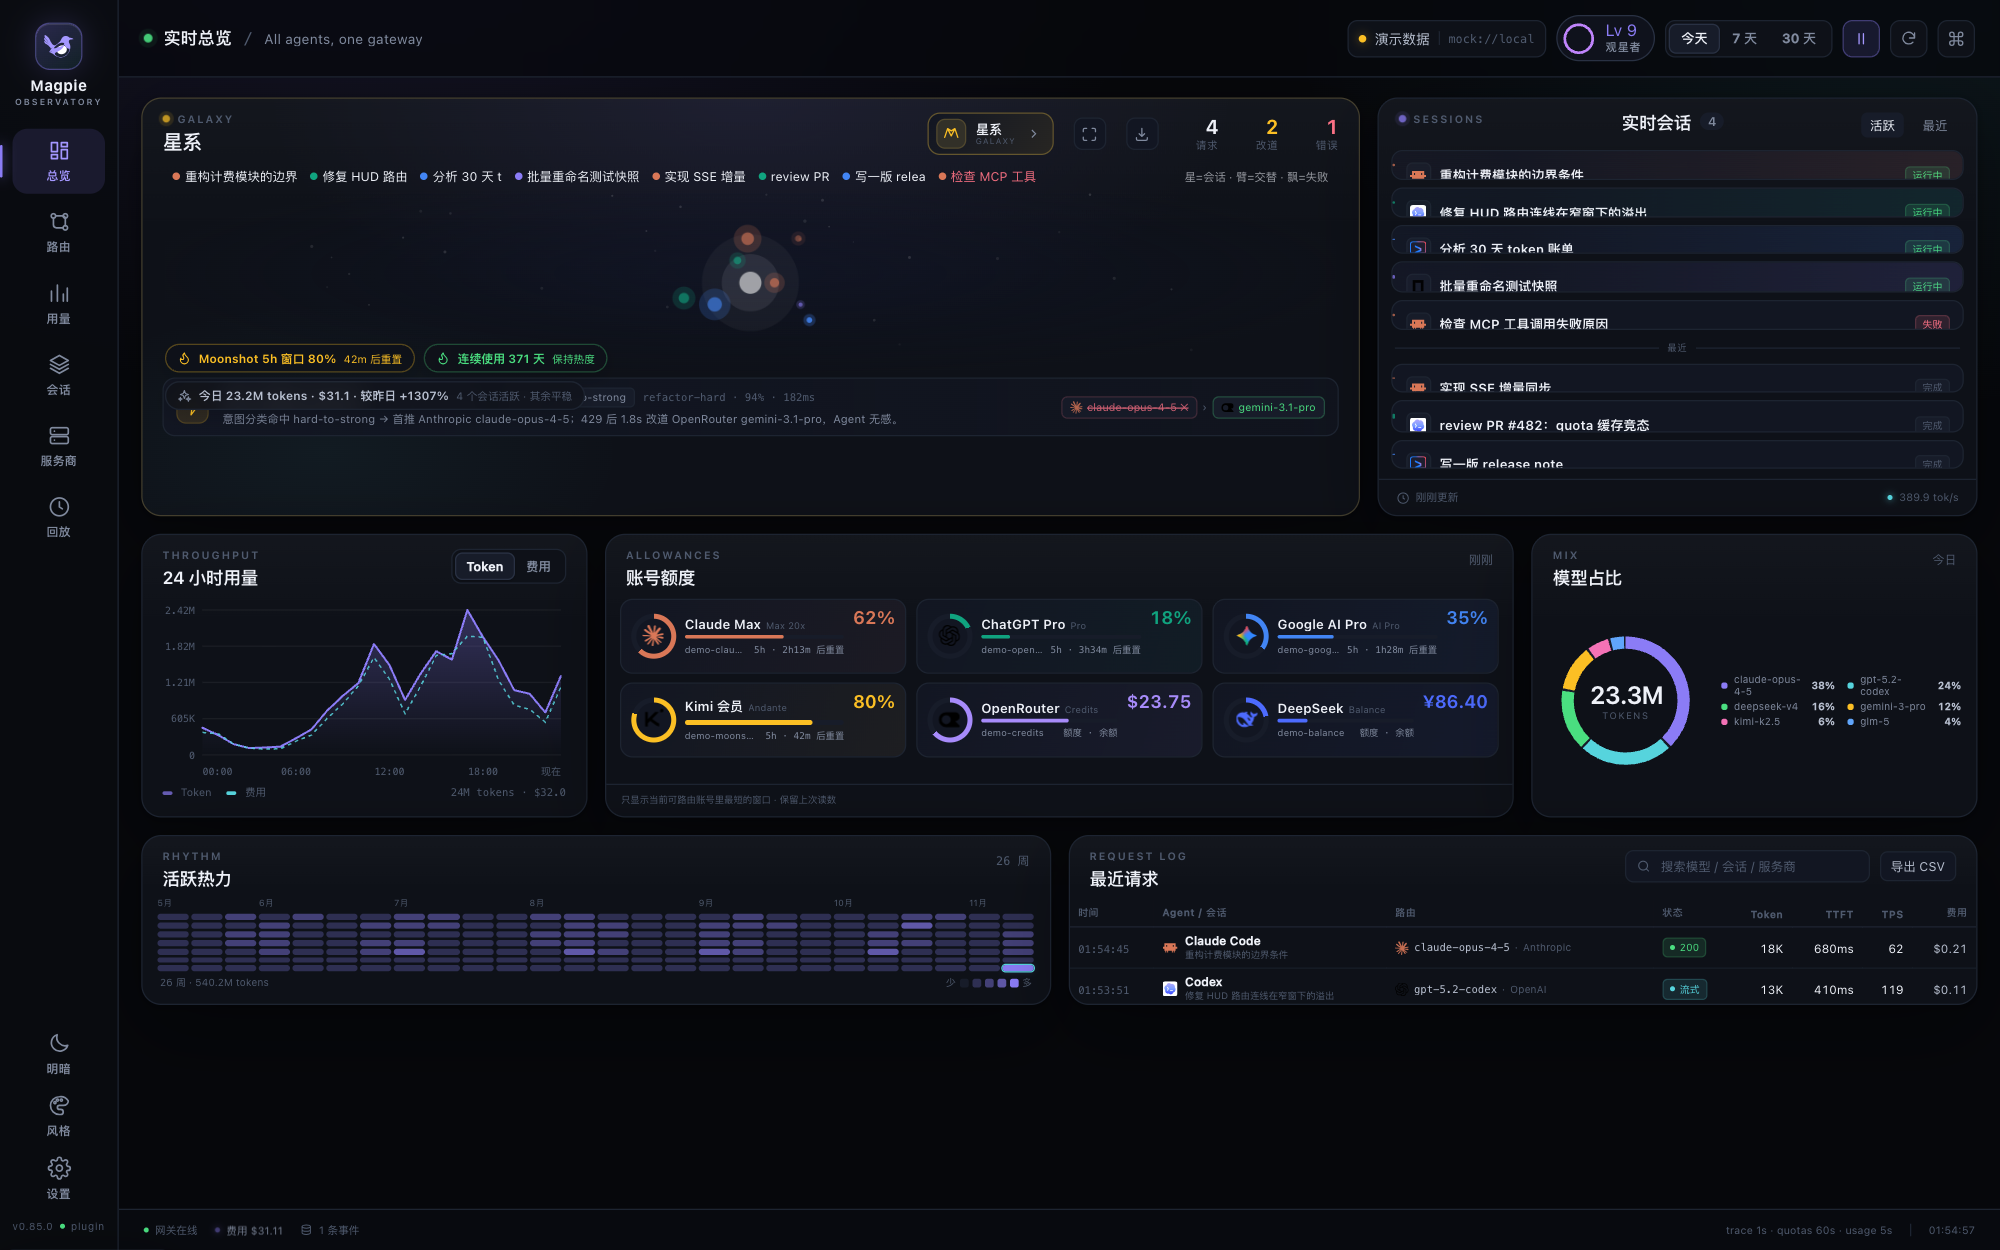 Magpie
OBSERVATORY
总览
路由
用量
会话
服务商
回放
明暗
风格
设置
v0.85.0 plugin
实时总览 / All agents, one gateway
演示数据 mock://local
Lv 9
观星者
今天 7 天 30 天
GALAXY
星系
星系
GALAXY
4 2 1
请求 改道 错误
重构计费模块的边界 修复 HUD 路由 分析 30 天 t 批量重命名测试快照 实现 SSE 增量 review PR 写一版 relea 检查 MCP 工具
星=会话 · 臂=交替 · 飘=失败
Moonshot 5h 窗口 80% 42m 后重置
连续使用 371 天 保持热度
今日 23.2M tokens · $31.1 · 较昨日 +1307% 4 个会话活跃 · 其余平稳
-strong refactor-hard · 94% · 182ms
意图分类命中 hard-to-strong → 首推 Anthropic claude-opus-4-5；429 后 1.8s 改道 OpenRouter gemini-3.1-pro，Agent 无感。
claude-opus-4-5 ✕ › gemini-3.1-pro
SESSIONS
实时会话 4
活跃 最近
重构计费模块的边界条件 运行中
修复 HUD 路由连线在窄窗下的溢出 运行中
分析 30 天 token 账单 运行中
批量重命名测试快照 运行中
检查 MCP 工具调用失败原因 失败
最近
实现 SSE 增量同步 完成
review PR #482：quota 缓存竞态 完成
写一版 release note 完成
刚刚更新 389.9 tok/s
THROUGHPUT
24 小时用量
Token 费用
2.42M
1.82M
1.21M
605K
0
00:00 06:00 12:00 18:00 现在
Token 费用 24M tokens · $32.0
ALLOWANCES
账号额度
刚刚
Claude Max Max 20x 62%
demo-clau… 5h · 2h13m 后重置
ChatGPT Pro Pro 18%
demo-open… 5h · 3h34m 后重置
Google AI Pro AI Pro 35%
demo-goog… 5h · 1h28m 后重置
Kimi 会员 Andante 80%
demo-moons… 5h · 42m 后重置
OpenRouter Credits $23.75
demo-credits 额度 · 余额
DeepSeek Balance ¥86.40
demo-balance 额度 · 余额
只显示当前可路由账号里最短的窗口 · 保留上次读数
MIX
模型占比
今日
23.3M
TOKENS
claude-opus-4-5 38% gpt-5.2-codex 24%
deepseek-v4 16% gemini-3-pro 12%
kimi-k2.5 6% glm-5 4%
RHYTHM
活跃热力
26 周
5月 6月 7月 8月 9月 10月 11月
26 周 · 540.2M tokens
少 多
REQUEST LOG
最近请求
搜索模型 / 会话 / 服务商
导出 CSV
时间 Agent / 会话 路由 状态 Token TTFT TPS 费用
01:54:45 Claude Code claude-opus-4-5 · Anthropic 200 18K 680ms 62 $0.21
重构计费模块的边界条件
01:53:51 Codex gpt-5.2-codex · OpenAI 流式 13K 410ms 119 $0.11
修复 HUD 路由连线在窄窗下的溢出
网关在线 费用 $31.11 1 条事件
trace 1s · quotas 60s · usage 5s 01:54:57